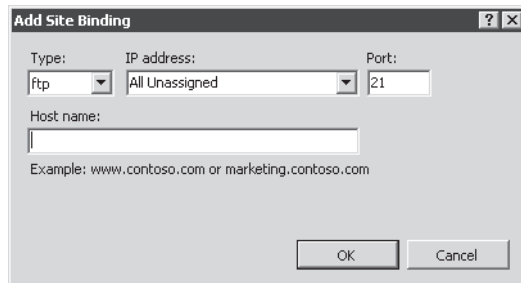 Add Site Binding
Type: IP address: Port:
ftp All Unassigned 21
Host name:
Example: www.contoso.com or marketing.contoso.com
OK Cancel